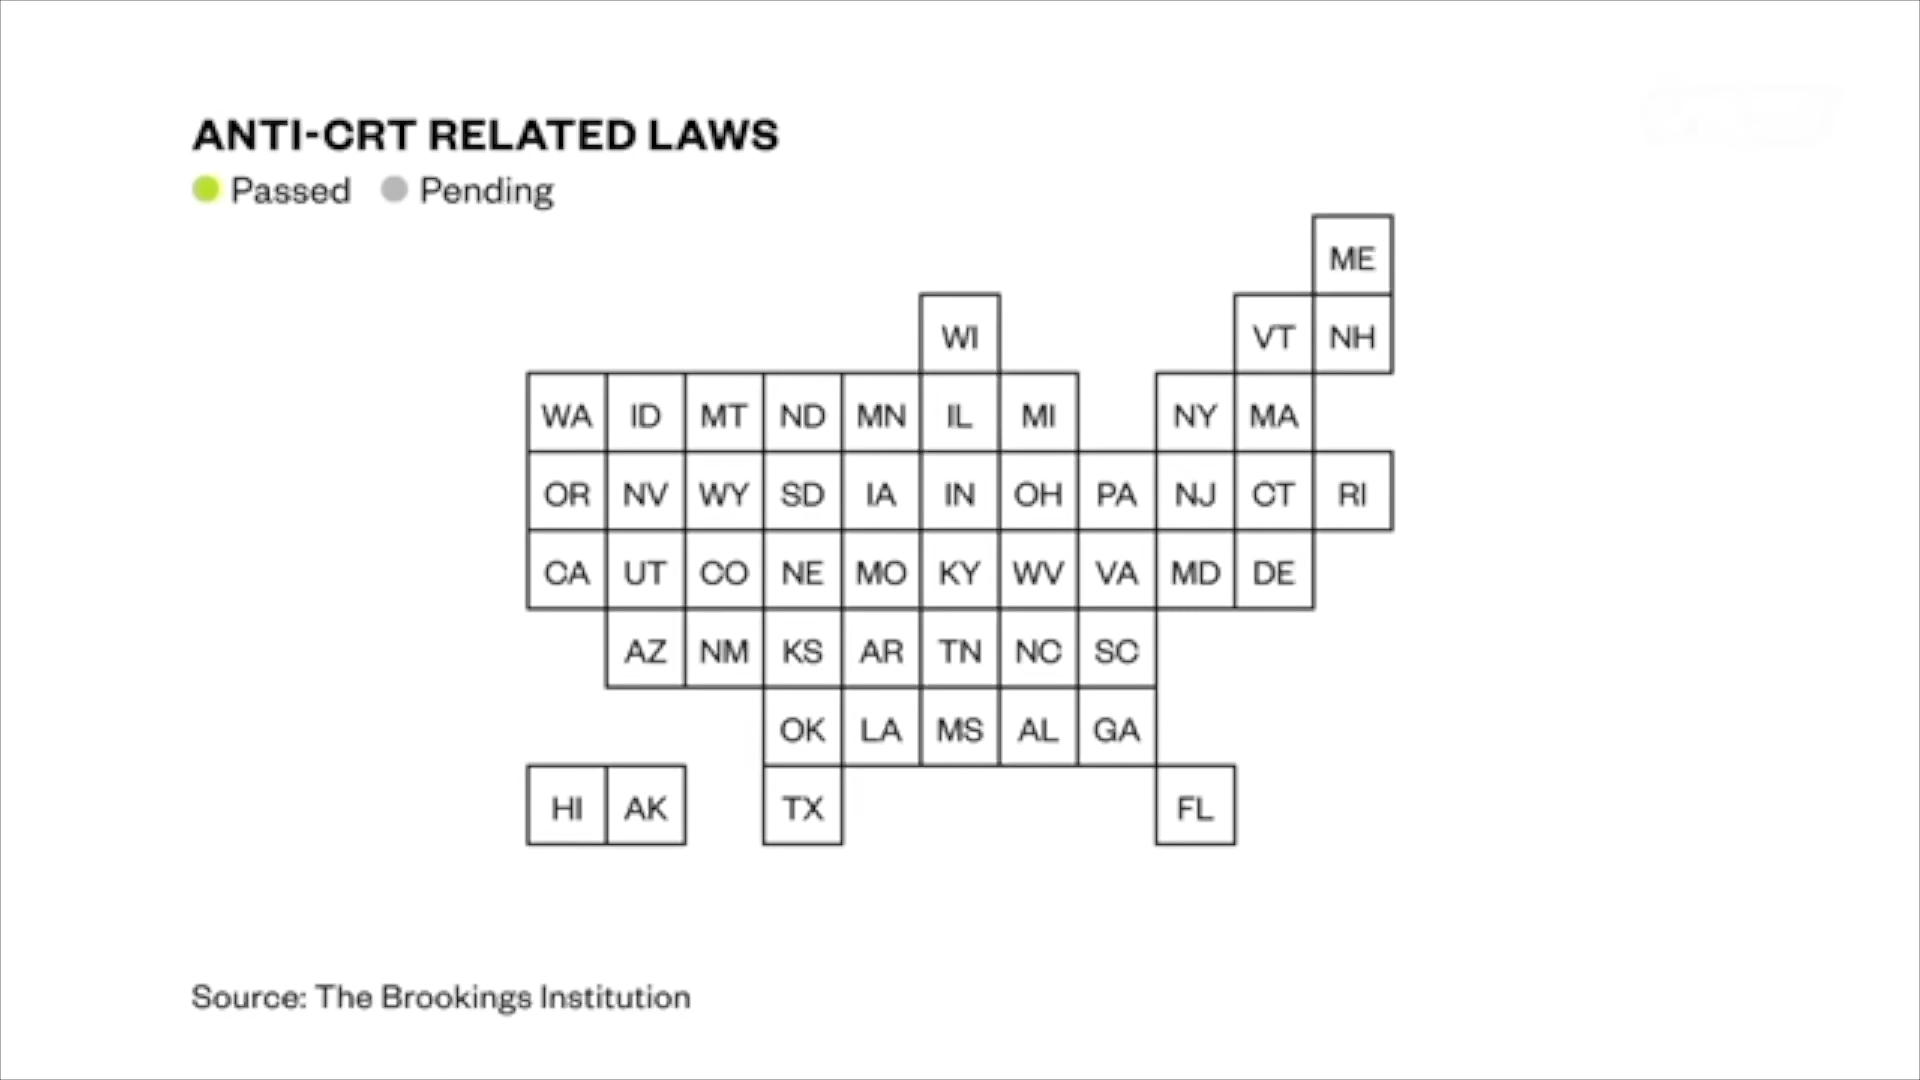 ANTI-CRT RELATED LAWS
Passed Pending
ME
WI VT NH
WA ID MT ND MN IL MI NY MA
OR NV WY SD IA IN OH PA NJ CT RI
CA UT CO NE MO KY WV VA MD DE
AZ NM KS AR TN NC SC
OK LA MS AL GA
HI AK TX FL
Source: The Brookings Institution